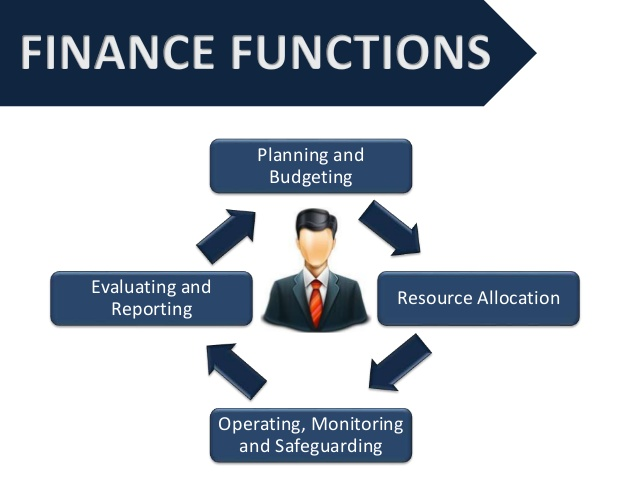 FINANCE FUNCTIONS
Planning and
Budgeting
Evaluating and
Reporting
Resource Allocation
Operating, Monitoring
and Safeguarding